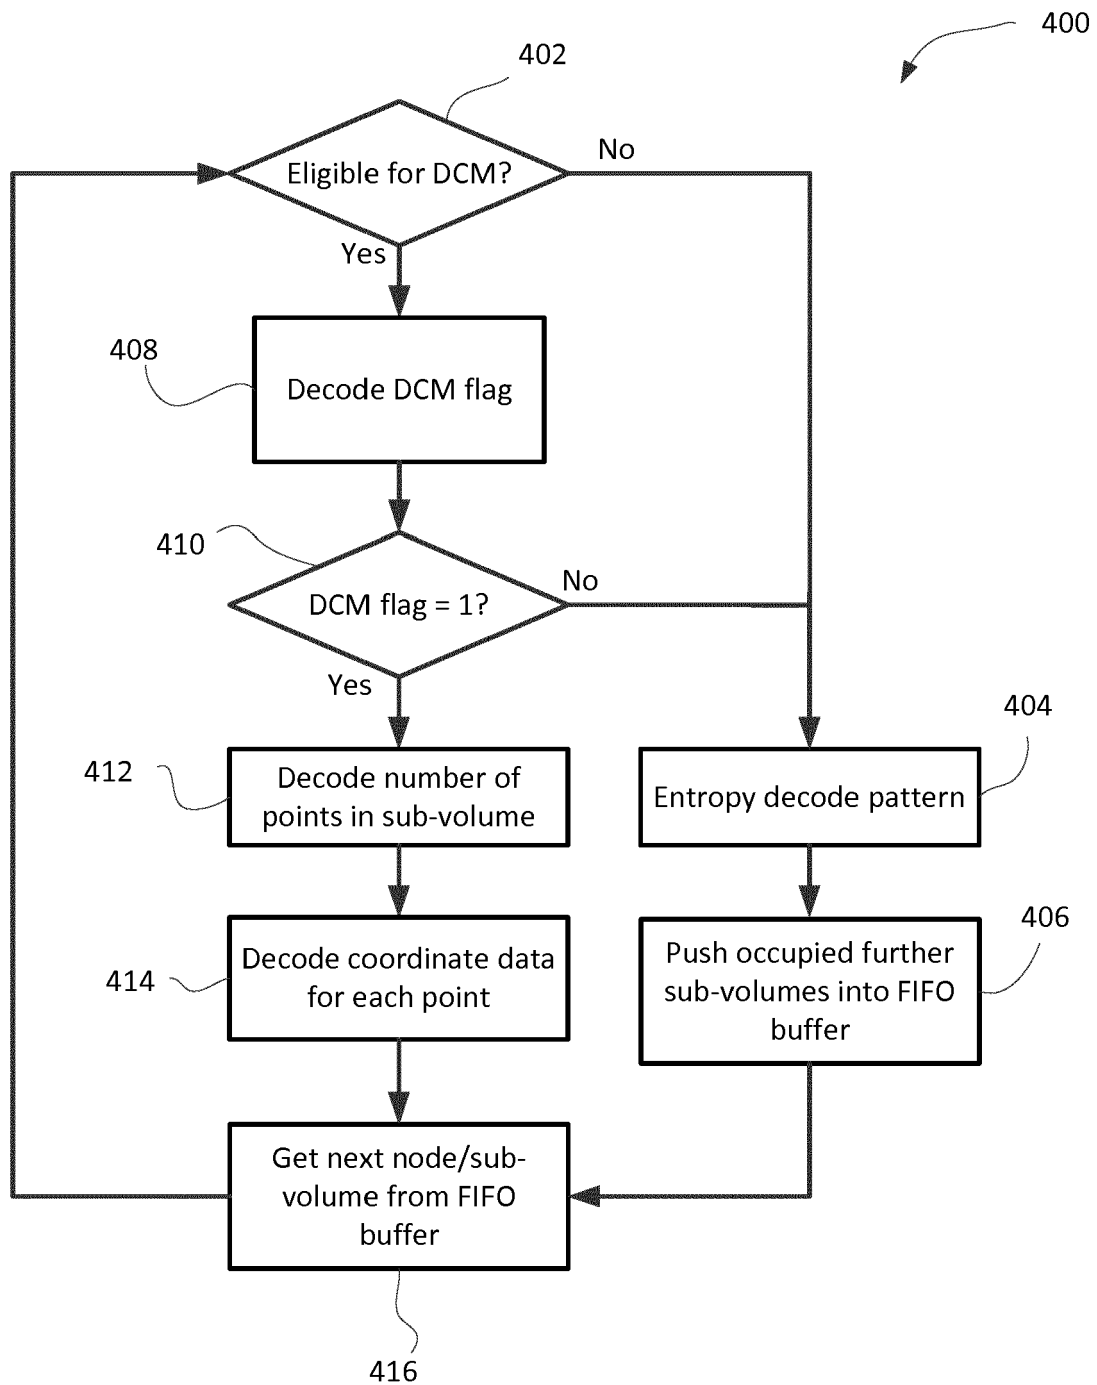 400
402
Eligible for DCM?
No
Yes
408
Decode DCM flag
410
DCM flag = 1?
No
Yes
404
412
Decode number of
points in sub-volume
Entropy decode pattern
406
414
Decode coordinate data
for each point
Push occupied further
sub-volumes into FIFO
buffer
Get next node/sub-
volume from FIFO
buffer
416